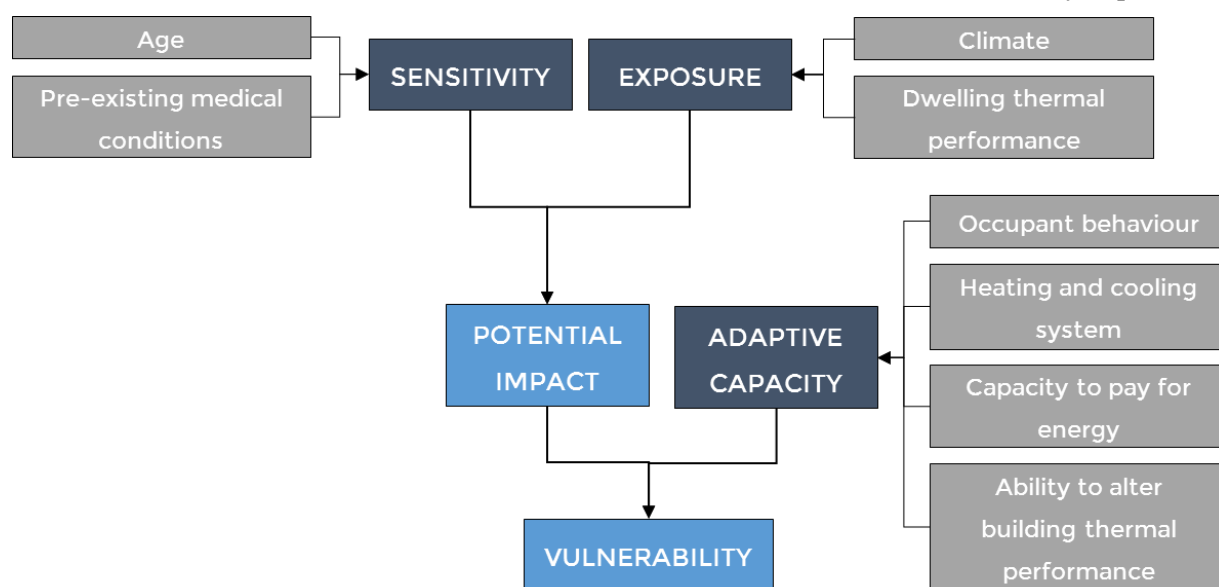 Age
Pre-existing medical
conditions
SENSITIVITY
EXPOSURE
Climate
Dwelling thermal
performance
POTENTIAL
IMPACT
ADAPTIVE
CAPACITY
Occupant behaviour
Heating and cooling
system
Capacity to pay for
energy
Ability to alter
building thermal
performance
VULNERABILITY